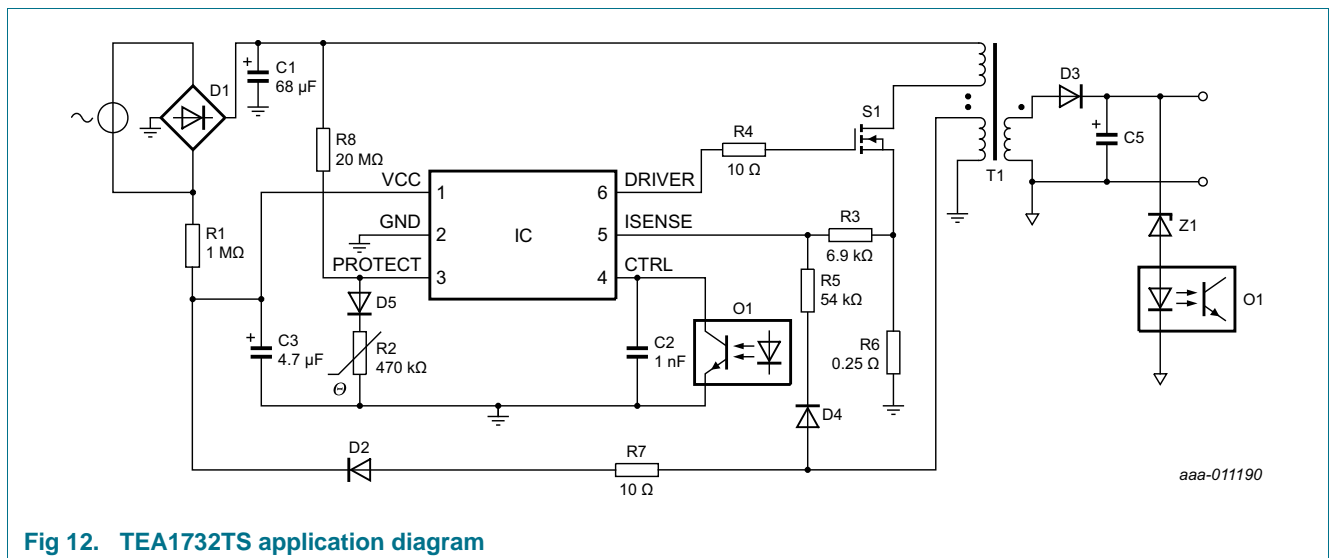 D1
+
C1
68 µF
R8
20 MΩ
~
R1
1 MΩ
VCC
1
GND
2
PROTECT
3
IC
6
DRIVER
5
ISENSE
4
CTRL
R4
10 Ω
S1
T1
D3
+
C5
Z1
O1
R3
6.9 kΩ
R5
54 kΩ
R6
0.25 Ω
D5
R2
470 kΩ
Θ
+
C3
4.7 µF
C2
1 nF
O1
D4
D2
R7
10 Ω
aaa-011190
Fig 12. TEA1732TS application diagram